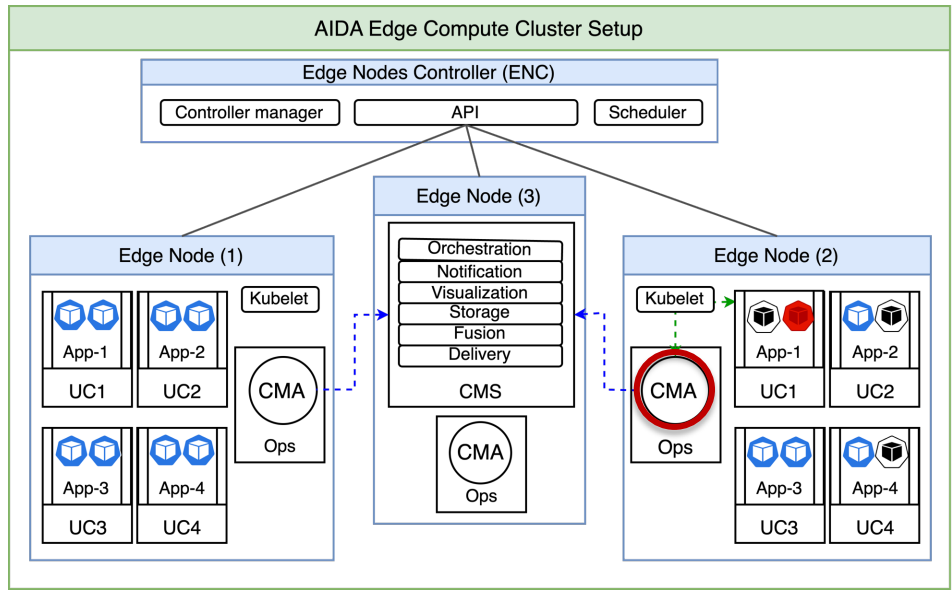 AIDA Edge Compute Cluster Setup
Edge Nodes Controller (ENC)
Controller manager
API
Scheduler
Edge Node (1)
Kubelet
App-1
UC1
App-2
UC2
CMA
Ops
App-3
UC3
App-4
UC4
Edge Node (3)
Orchestration
Notification
Visualization
Storage
Fusion
Delivery
CMS
CMA
Ops
Edge Node (2)
Kubelet
CMA
Ops
App-1
UC1
App-2
UC2
App-3
UC3
App-4
UC4